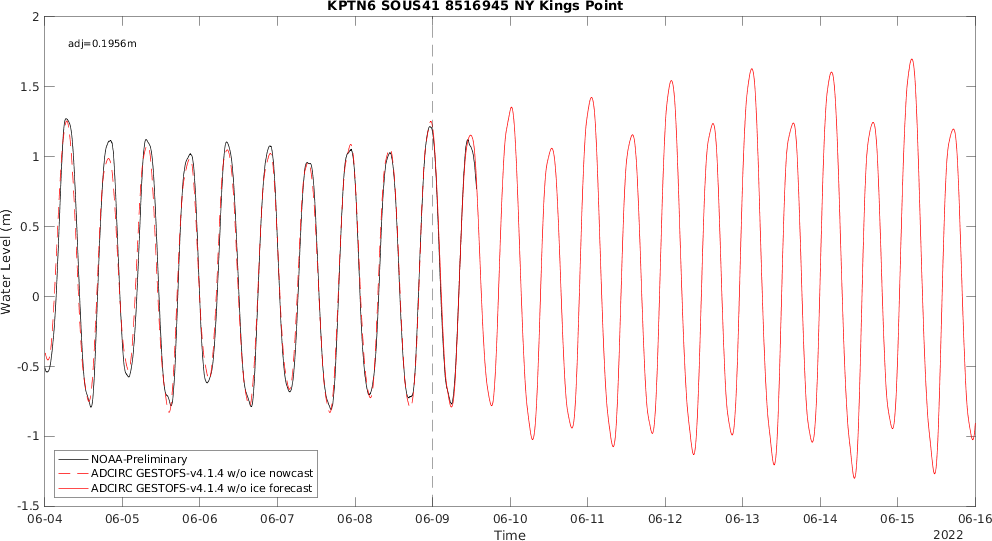 KPTN6 SOUS41 8516945 NY Kings Point
adj=0.1956m
2
1.5
1
0.5
0
-0.5
-1
-1.5
Water Level (m)
NOAA-Preliminary
ADCIRC GESTOFS-v4.1.4 w/o ice nowcast
ADCIRC GESTOFS-v4.1.4 w/o ice forecast
06-04 06-05 06-06 06-07 06-08 06-09 06-10 06-11 06-12 06-13 06-14 06-15 06-16
Time
2022